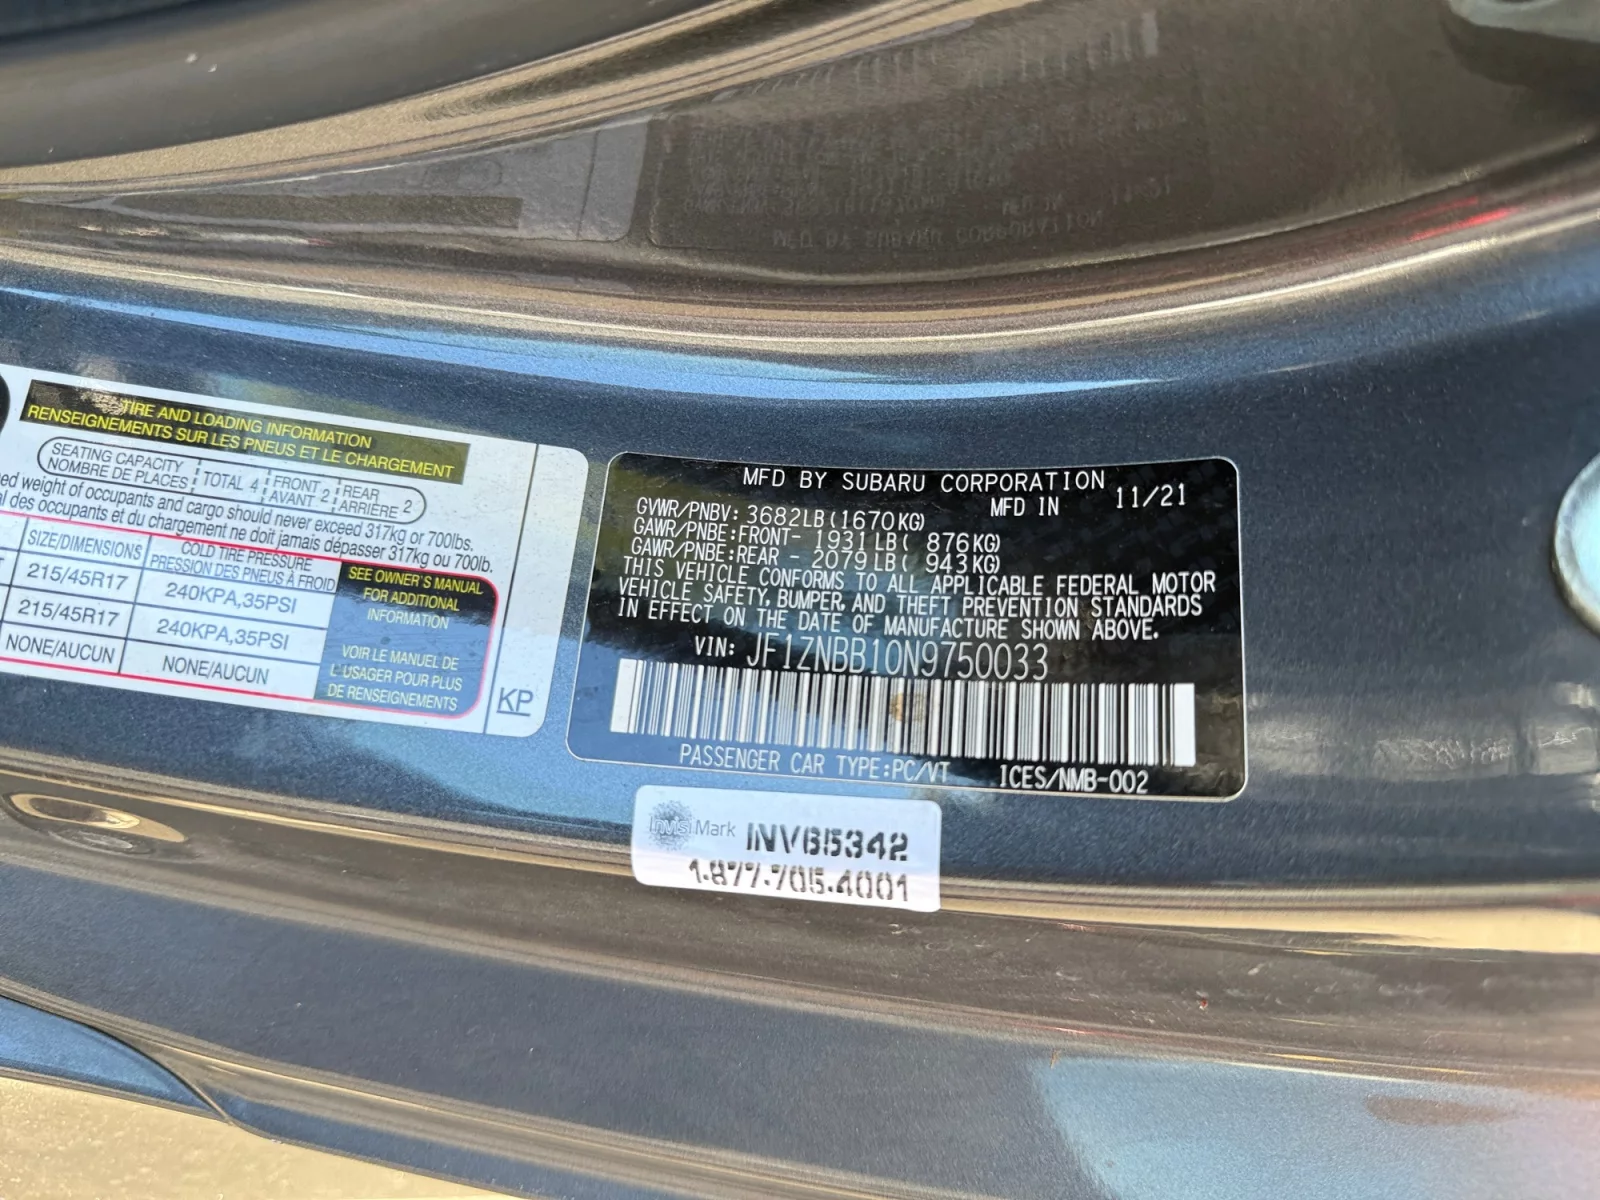 TIRE AND LOADING INFORMATION
RENSEIGNEMENTS SUR LES PNEUS ET LE CHARGEMENT
SEATING CAPACITY
NOMBRE DE PLACES
TOTAL 4
FRONT
AVANT 2
REAR
ARRIÈRE 2
weight of occupants and cargo should never exceed 317kg or 700lbs.
des occupants et du chargement ne doit jamais dépasser 317kg ou 700lb.
SIZE/DIMENSIONS
COLD TIRE PRESSURE
PRESSION DES PNEUS À FROID
215/45R17
240KPA,35PSI
215/45R17
240KPA,35PSI
NONE/AUCUN
NONE/AUCUN
SEE OWNER'S MANUAL
FOR ADDITIONAL
INFORMATION
VOIR LE MANUEL DE
L'USAGER POUR PLUS
DE RENSEIGNEMENTS
KP
MFD BY SUBARU CORPORATION
MFD IN 11/21
GVWR/PNBV: 3682LB(1670KG)
GAWR/PNBE:FRONT- 1931LB( 876KG)
GAWR/PNBE:REAR - 2079LB( 943KG)
THIS VEHICLE CONFORMS TO ALL APPLICABLE FEDERAL MOTOR
VEHICLE SAFETY, BUMPER, AND THEFT PREVENTION STANDARDS
IN EFFECT ON THE DATE OF MANUFACTURE SHOWN ABOVE.
VIN: JF1ZNBB10N9750033
PASSENGER CAR TYPE:PC/VT ICES/NMB-002
InvisiMark INV65342
1.877.705.4001